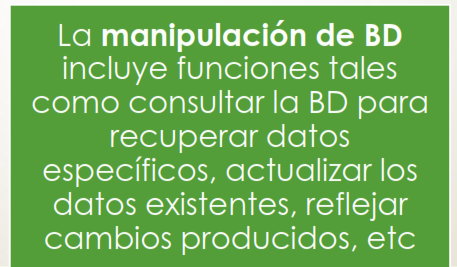 La manipulación de BD
incluye funciones tales
como consultar la BD para
recuperar datos
específicos, actualizar los
datos existentes, reflejar
cambios producidos, etc